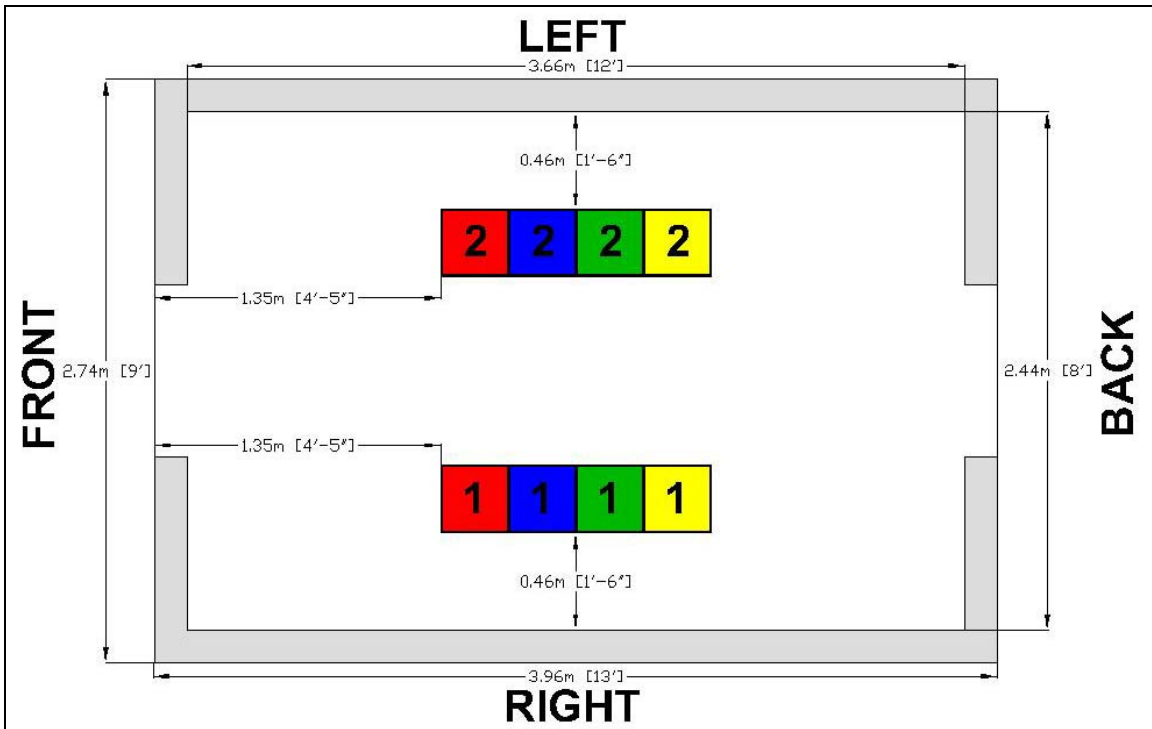 LEFT
3.66m [12']
0.46m [1'-6"]
2 2 2 2
1.35m [4'-5"]
FRONT
2.74m [9']
2.44m [8']
BACK
1.35m [4'-5"]
1 1 1 1
0.46m [1'-6"]
3.96m [13']
RIGHT